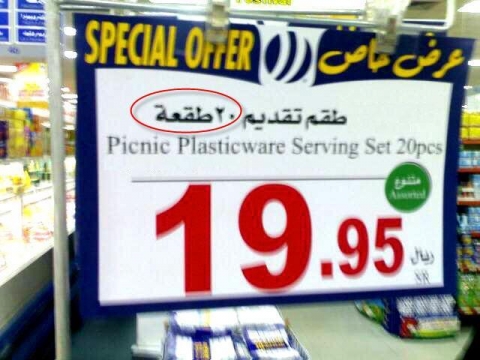 SPECIAL OFFER عرض خاص
طقم تقديم ٢٠ طقعة
Picnic Plasticware Serving Set 20pcs
متنوع
Assorted
19.95
ريال
SR